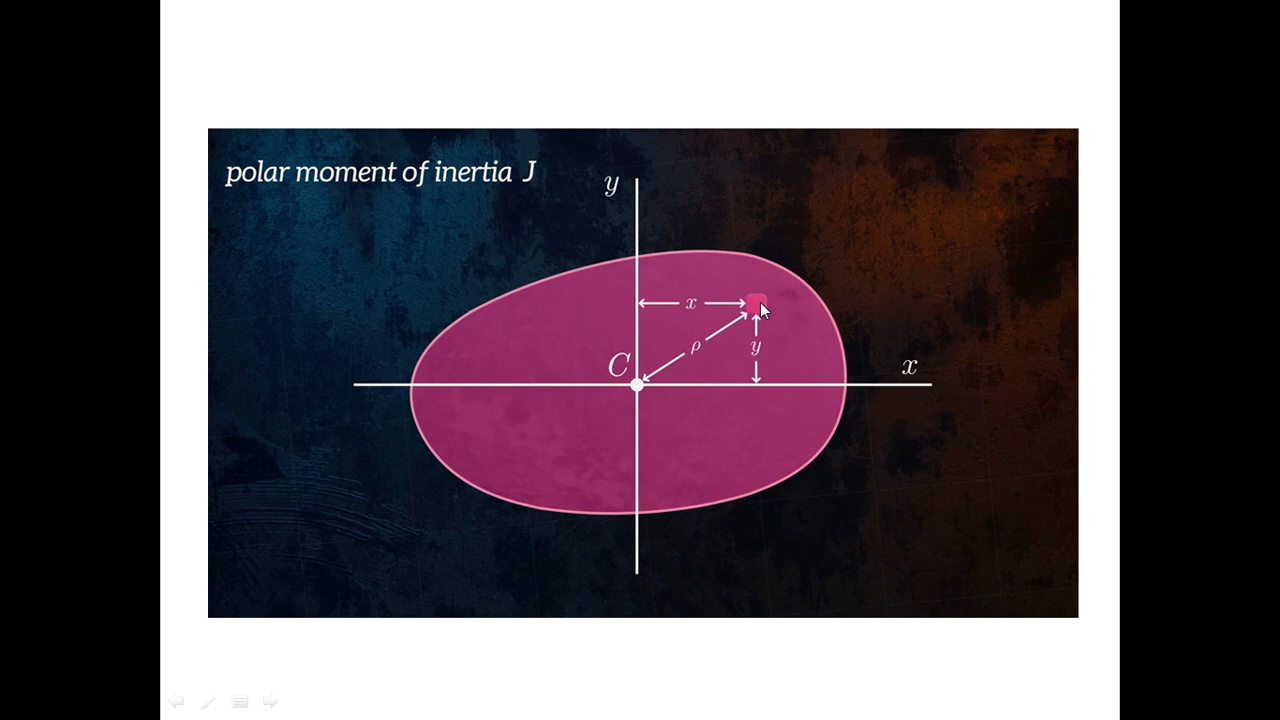 polar moment of inertia J
y
x
ρ
y
C
x